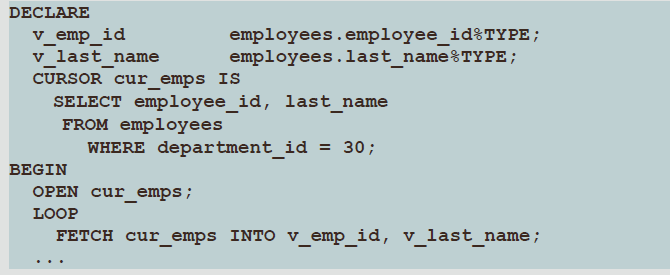 DECLARE
v_emp_id employees.employee_id%TYPE;
v_last_name employees.last_name%TYPE;
CURSOR cur_emps IS
SELECT employee_id, last_name
FROM employees
WHERE department_id = 30;
BEGIN
OPEN cur_emps;
LOOP
FETCH cur_emps INTO v_emp_id, v_last_name;
...